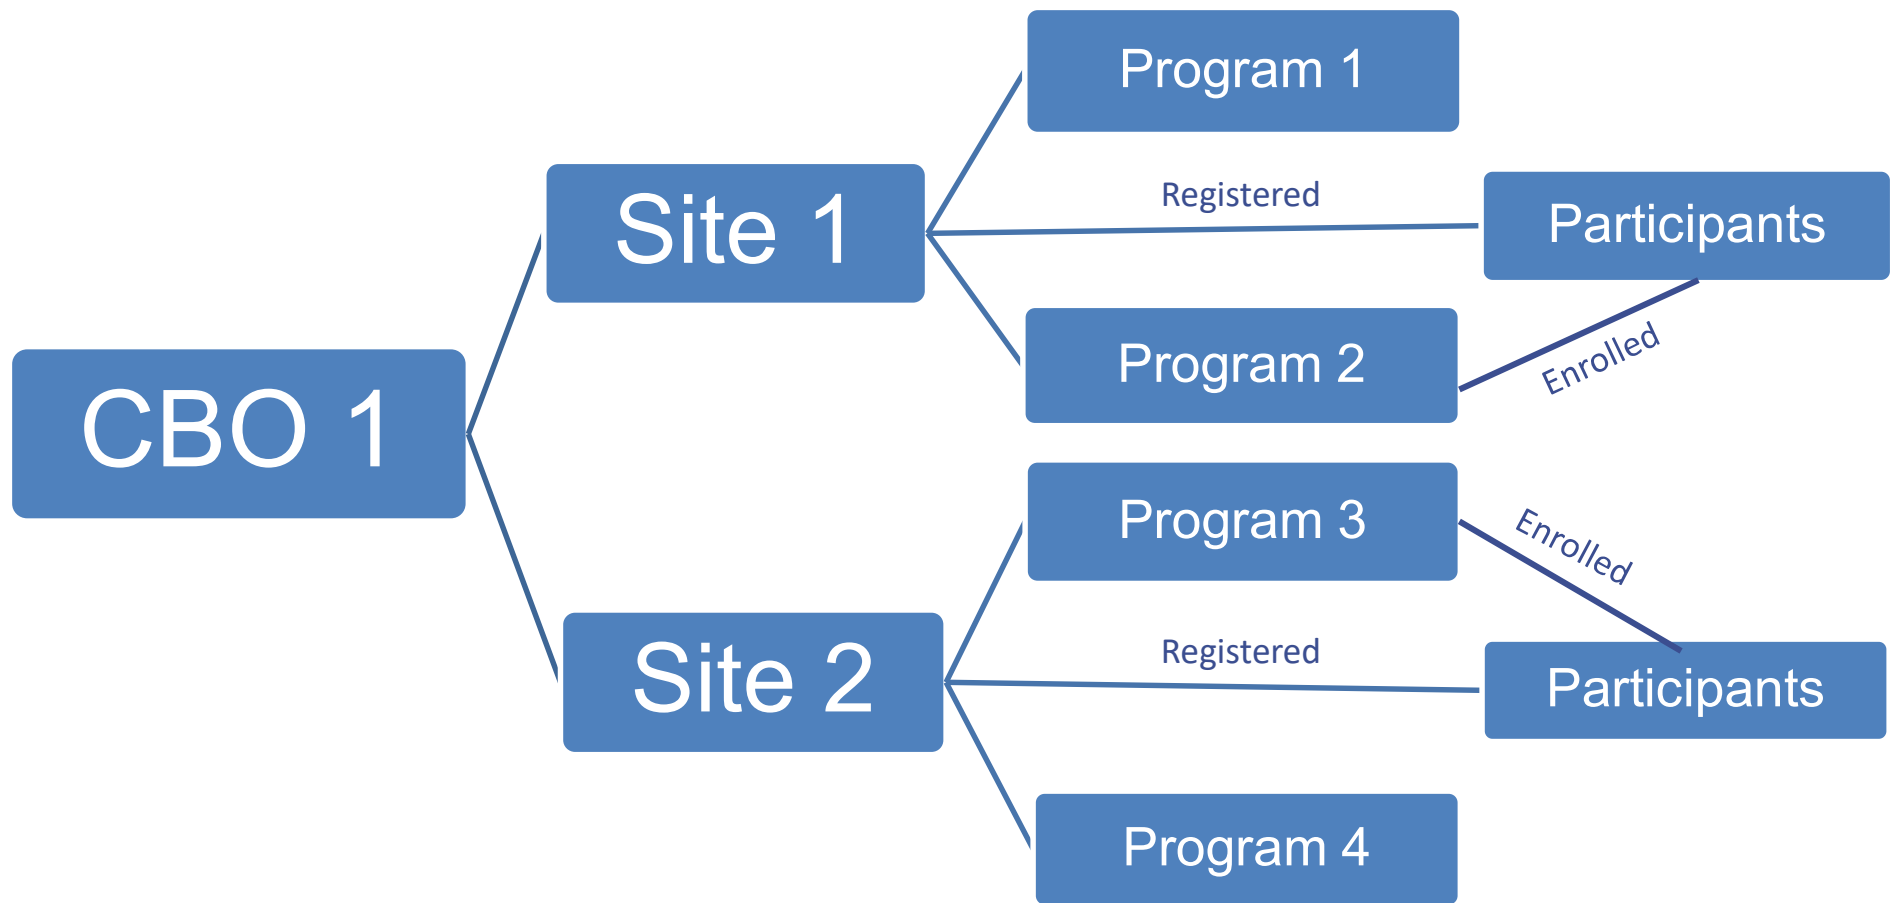 Program 1
Registered
Site 1
Participants
Program 2
Enrolled
CBO 1
Program 3
Enrolled
Registered
Site 2
Participants
Program 4